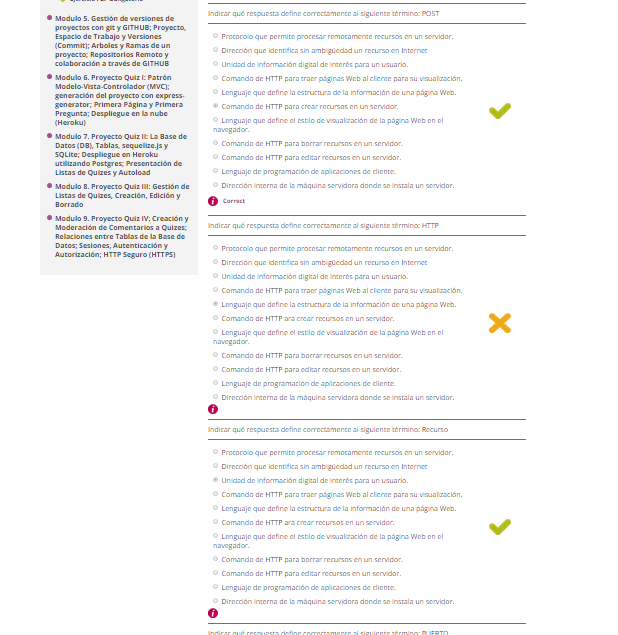 Modulo 5. Gestión de versiones de
proyectos con git y GITHUB; Proyecto,
Espacio de Trabajo y Versiones
(Commit); Arboles y Ramas de un
proyecto; Repositorios Remoto y
colaboración a través de GITHUB
Modulo 6. Proyecto Quiz I: Patrón
Modelo-Vista-Controlador (MVC);
generación del proyecto con express-
generator; Primera Página y Primera
Pregunta; Despliegue en la nube
(Heroku)
Modulo 7. Proyecto Quiz II: La Base de
Datos (DB), Tablas, sequelize.js y
SQLite; Despliegue en Heroku
utilizando Postgres; Presentación de
Listas de Quizes y Autoload
Modulo 8. Proyecto Quiz III: Gestión de
Listas de Quizes, Creación, Edición y
Borrado
Modulo 9. Proyecto Quiz IV: Creación y
Moderación de Comentarios a Quizes;
Relaciones entre Tablas de la Base de
Datos; Sesiones, Autenticación y
Autorización; HTTP Seguro (HTTPS)
Indicar qué respuesta define correctamente al siguiente término: POST
Protocolo que permite procesar remotamente recursos en un servidor.
Dirección que identifica sin ambigüedad un recurso en Internet
Unidad de información digital de interés para un usuario.
Comando de HTTP para traer páginas Web al cliente para su visualización.
Lenguaje que define la estructura de la información de una página Web.
Comando de HTTP para crear recursos en un servidor.
Lenguaje que define el estilo de visualización de la página Web en el
navegador.
Comando de HTTP para borrar recursos en un servidor.
Comando de HTTP para editar recursos en un servidor.
Lenguaje de programación de aplicaciones de cliente.
Dirección interna de la máquina servidora donde se instala un servidor.
Correct
Indicar qué respuesta define correctamente al siguiente término: HTTP
Protocolo que permite procesar remotamente recursos en un servidor.
Dirección que identifica sin ambigüedad un recurso en Internet
Unidad de información digital de interés para un usuario.
Comando de HTTP para traer páginas Web al cliente para su visualización.
Lenguaje que define la estructura de la información de una página Web.
Comando de HTTP ara crear recursos en un servidor.
Lenguaje que define el estilo de visualización de la página Web en el
navegador.
Comando de HTTP para borrar recursos en un servidor.
Comando de HTTP para editar recursos en un servidor.
Lenguaje de programación de aplicaciones de cliente.
Dirección interna de la máquina servidora donde se instala un servidor.
Indicar qué respuesta define correctamente al siguiente término: Recurso
Protocolo que permite procesar remotamente recursos en un servidor.
Dirección que identifica sin ambigüedad un recurso en Internet
Unidad de información digital de interés para un usuario.
Comando de HTTP para traer páginas Web al cliente para su visualización.
Lenguaje que define la estructura de la información de una página Web.
Comando de HTTP ara crear recursos en un servidor.
Lenguaje que define el estilo de visualización de la página Web en el
navegador.
Comando de HTTP para borrar recursos en un servidor.
Comando de HTTP para editar recursos en un servidor.
Lenguaje de programación de aplicaciones de cliente.
Dirección interna de la máquina servidora donde se instala un servidor.
Indicar qué respuesta define correctamente al siguiente término: PUERTO